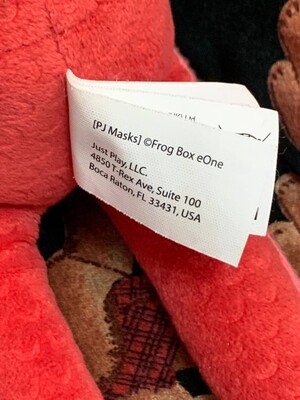 [PJ Masks] ©Frog Box eOne
Just Play, LLC.
4850 T-Rex Ave, Suite 100
Boca Raton, FL 33431, USA